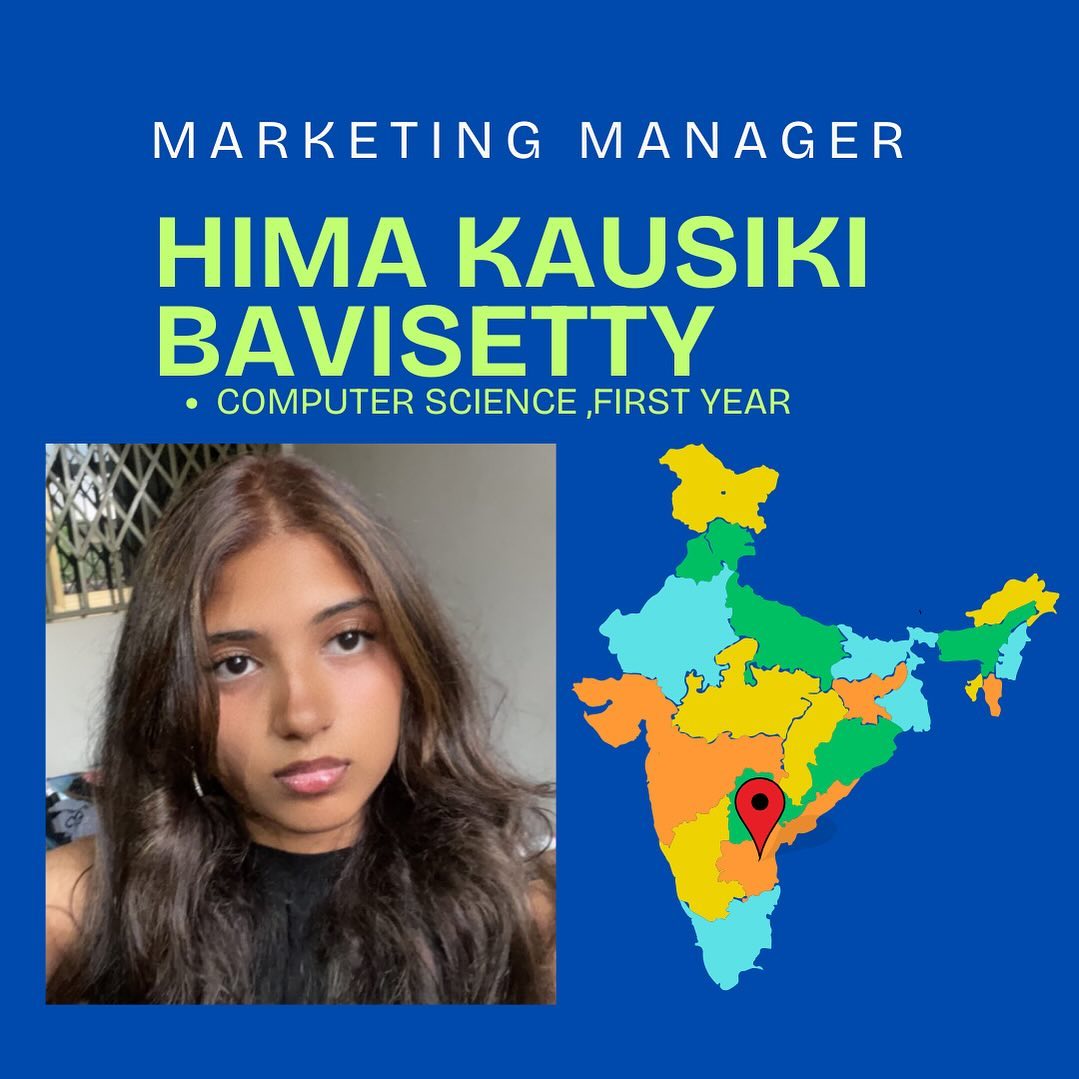 MARKETING MANAGER
HIMA KAUSIKI
BAVISETTY
• COMPUTER SCIENCE ,FIRST YEAR